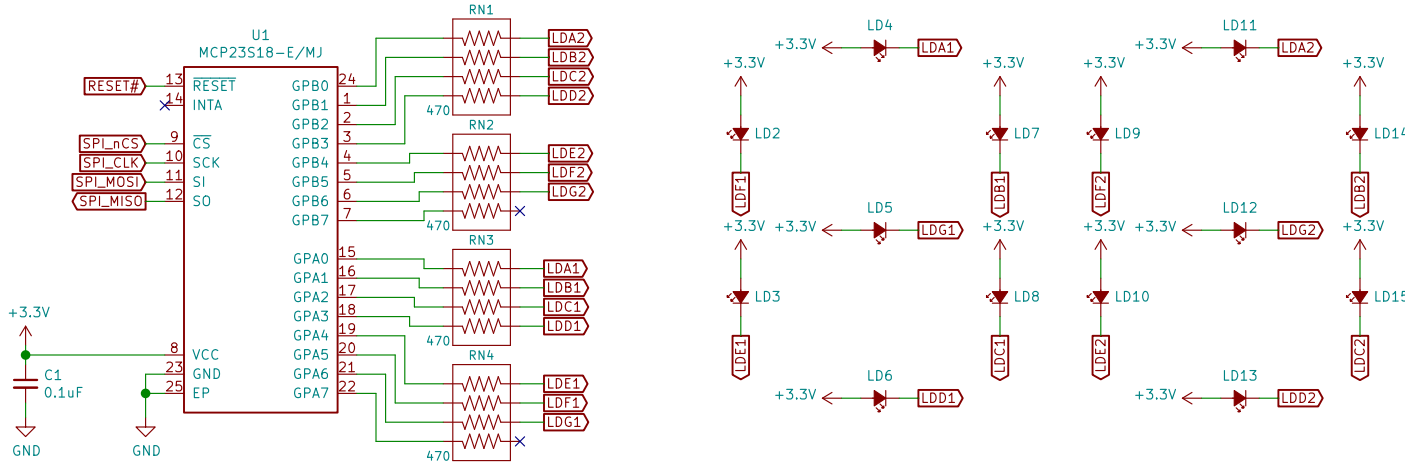 U1
MCP23S18-E/MJ
RESET#
13
RESET
14
INTA
SPI_nCS
9
CS
SPI_CLK
10
SCK
SPI_MOSI
11
SI
SPI_MISO
12
SO
+3.3V
8
VCC
23
GND
25
EP
C1
0.1uF
GND
GND
GPB0
24
GPB1
1
GPB2
2
GPB3
3
GPB4
4
GPB5
5
GPB6
6
GPB7
7
GPA0
15
GPA1
16
GPA2
17
GPA3
18
GPA4
19
GPA5
20
GPA6
21
GPA7
22
RN1
LDA2
LDB2
LDC2
LDD2
470
RN2
LDE2
LDF2
LDG2
470
RN3
LDA1
LDB1
LDC1
LDD1
470
RN4
LDE1
LDF1
LDG1
470
LD4
+3.3V
LDA1
+3.3V
LD2
LDF1
+3.3V
LD7
LDB1
LD5
+3.3V
LDG1
+3.3V
LD3
LDE1
+3.3V
LD8
LDC1
LD6
+3.3V
LDD1
LD11
+3.3V
LDA2
+3.3V
LD9
LDF2
+3.3V
LD14
LDB2
LD12
+3.3V
LDG2
+3.3V
LD10
LDE2
+3.3V
LD15
LDC2
LD13
+3.3V
LDD2